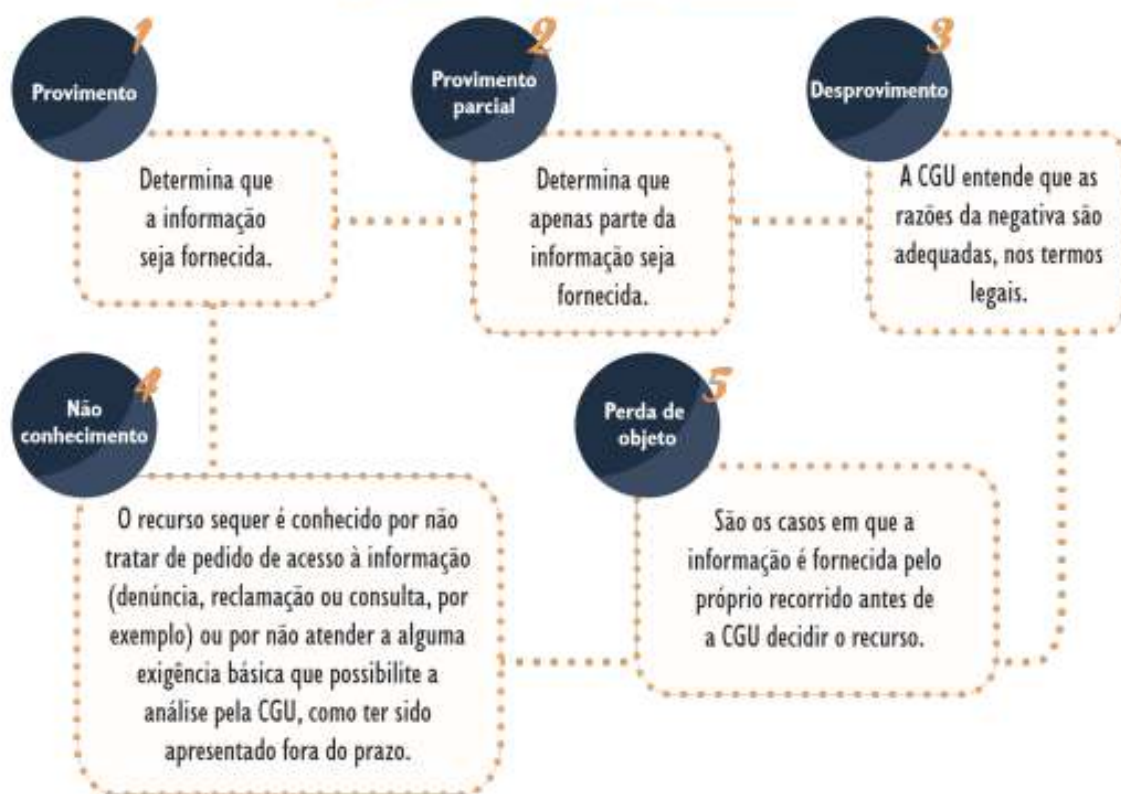 1
Provimento
Determina que
a informação
seja fornecida.
2
Provimento
parcial
Determina que
apenas parte da
informação seja
fornecida.
3
Desprovimento
A CGU entende que as
razões da negativa são
adequadas, nos termos
legais.
4
Não
conhecimento
O recurso sequer é conhecido por não
tratar de pedido de acesso à informação
(denúncia, reclamação ou consulta, por
exemplo) ou por não atender a alguma
exigência básica que possibilite a
análise pela CGU, como ter sido
apresentado fora do prazo.
5
Perda de
objeto
São os casos em que a
informação é fornecida pelo
próprio recorrido antes de
a CGU decidir o recurso.